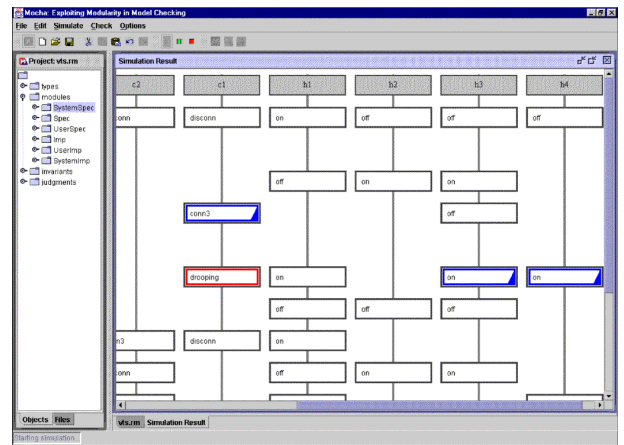 Mocha: Exploiting Modularity in Model Checking
File Edit Simulate Check Options
Project: vts.rm
Simulation Result
types
modules
SystemSpec
Spec
UserSpec
Imp
UserImp
SystemImp
invariants
judgments
c2 c1 h1 h2 h3 h4
conn disconn on off off off
off on on
conn3 off
drooping on on on
off off off
n3 disconn on
conn off on on
Objects Files
vts.rm Simulation Result
Starting simulation